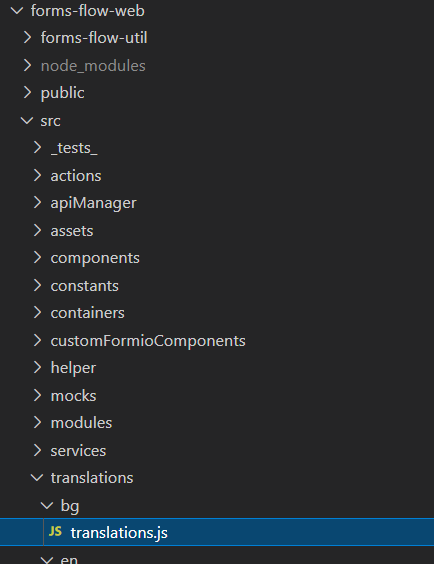 forms-flow-web
forms-flow-util
node_modules
public
src
_tests_
actions
apiManager
assets
components
constants
containers
customFormioComponents
helper
mocks
modules
services
translations
bg
JS translations.js
en